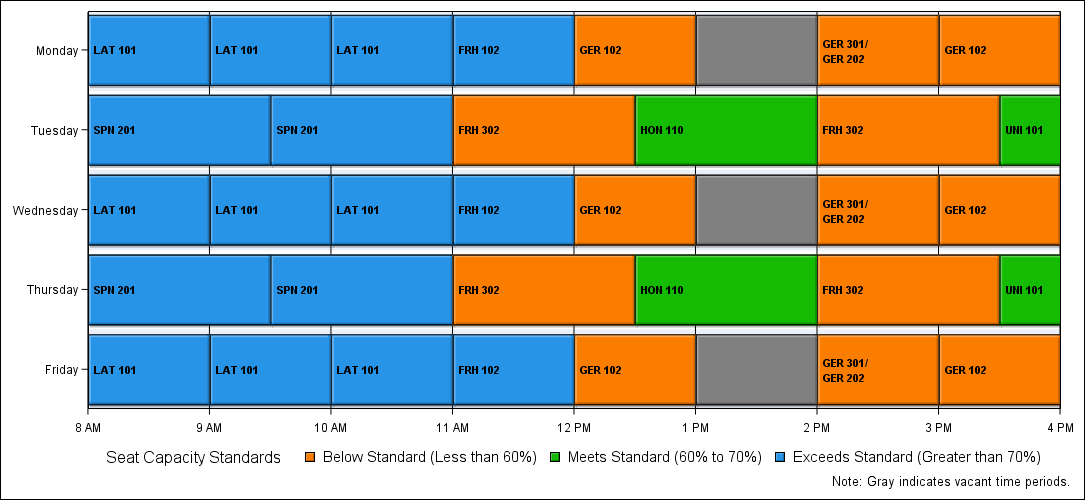 Monday
LAT 101
LAT 101
LAT 101
FRH 102
GER 102
GER 301/
GER 202
GER 102
Tuesday
SPN 201
SPN 201
FRH 302
HON 110
FRH 302
UNI 101
Wednesday
LAT 101
LAT 101
LAT 101
FRH 102
GER 102
GER 301/
GER 202
GER 102
Thursday
SPN 201
SPN 201
FRH 302
HON 110
FRH 302
UNI 101
Friday
LAT 101
LAT 101
LAT 101
FRH 102
GER 102
GER 301/
GER 202
GER 102
8 AM 9 AM 10 AM 11 AM 12 PM 1 PM 2 PM 3 PM 4 PM
Seat Capacity Standards Below Standard (Less than 60%) Meets Standard (60% to 70%) Exceeds Standard (Greater than 70%)
Note: Gray indicates vacant time periods.